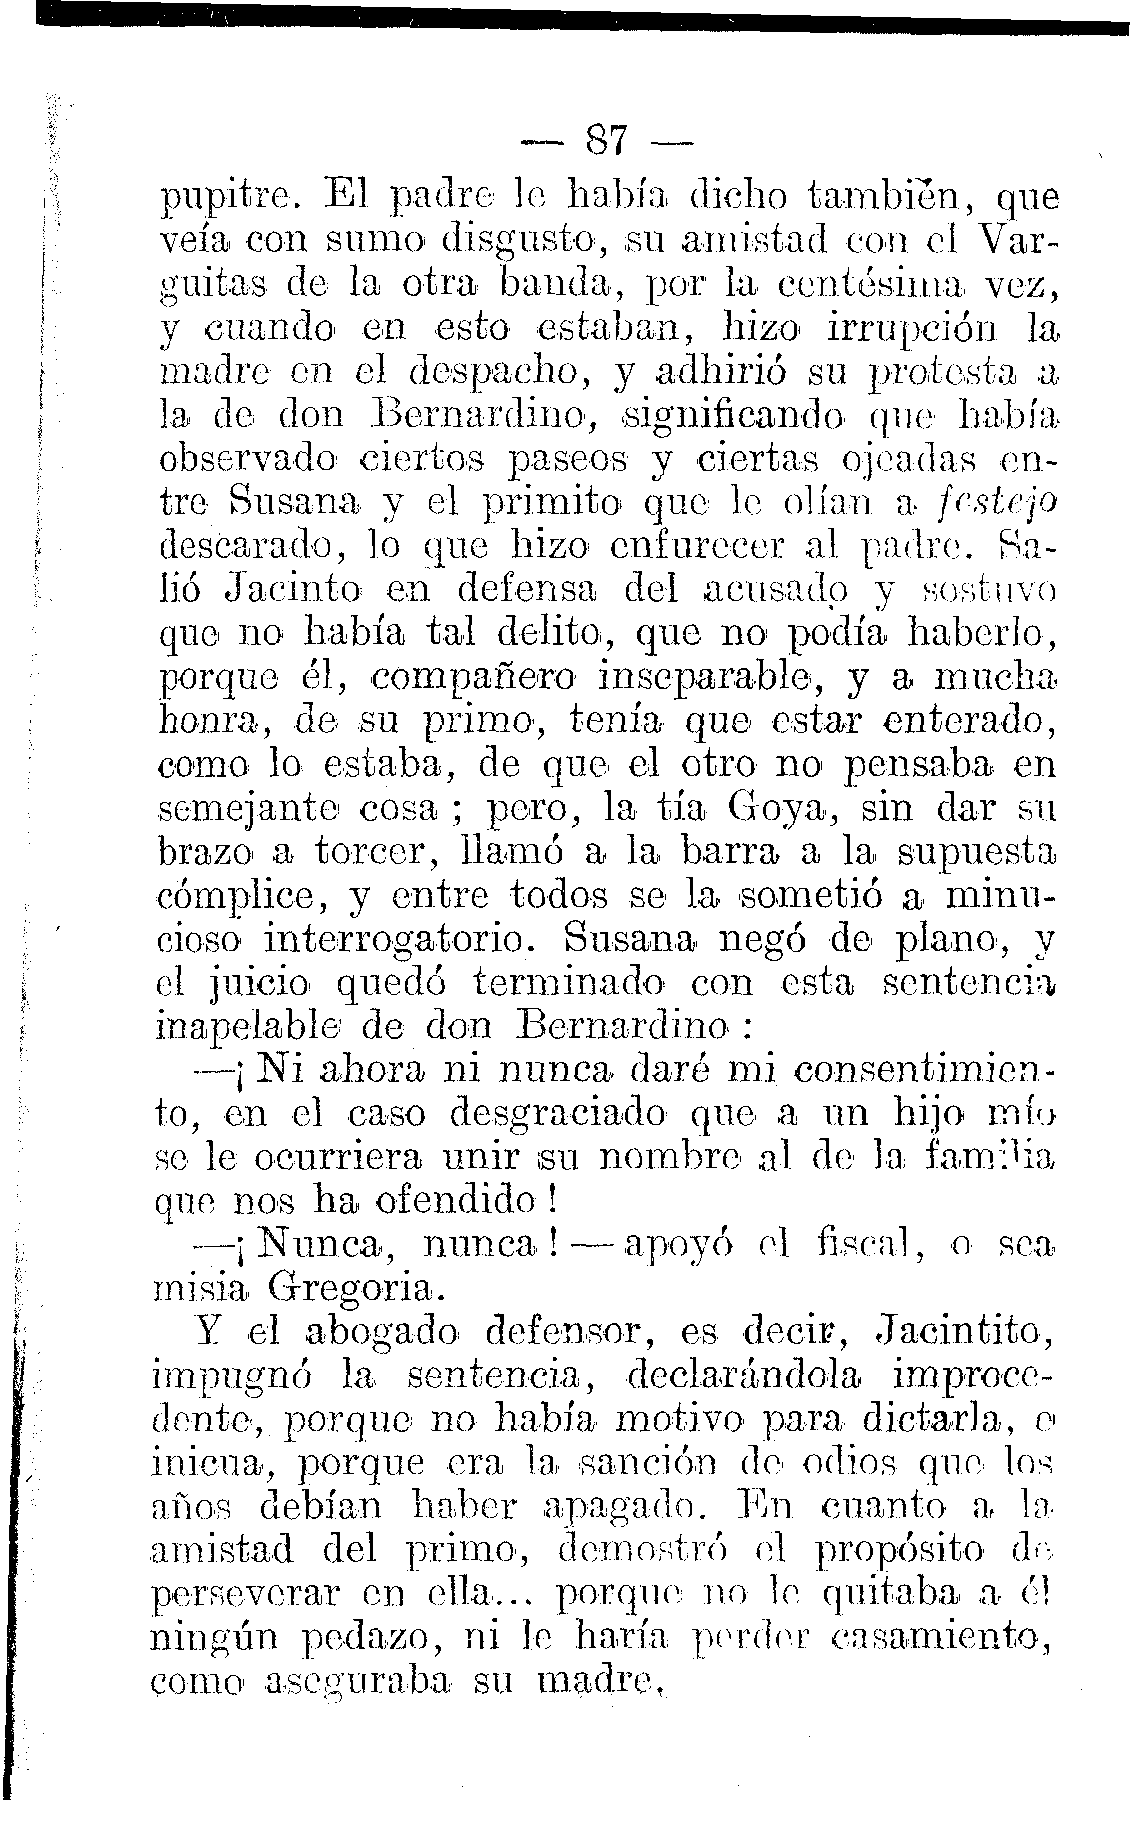 — 87 —
pupitre. El padre le había dicho también, que
veía con sumo disgusto, su amistad con el Var-
guitas de la otra banda, por la centésima vez,
y cuando en esto estaban, hizo irrupción la
madre en el despacho, y adhirió su protesta a
la de don Bernardino, significando que había
observado ciertos paseos y ciertas ojeadas en-
tre Susana y el primito que le olían a festejo
descarado, lo que hizo enfurecer al padre. Sa-
lió Jacinto en defensa del acusado y sostuvo
que no había tal delito, que no podía haberlo,
porque él, compañero inseparable, y a mucha
honra, de su primo, tenía que estar enterado,
como lo estaba, de que el otro no pensaba en
semejante cosa ; pero, la tía Goya, sin dar su
brazo a torcer, llamó a la barra a la supuesta
cómplice, y entre todos se la sometió a minu-
cioso interrogatorio. Susana negó de plano, y
el juicio quedó terminado con esta sentencia
inapelable de don Bernardino :
—¡ Ni ahora ni nunca daré mi consentimien-
to, en el caso desgraciado que a un hijo mío
se le ocurriera unir su nombre al de la familia
que nos ha ofendido !
—¡ Nunca, nunca ! — apoyó el fiscal, o sea
misia Gregoria.
Y el abogado defensor, es decir, Jacintito,
impugnó la sentencia, declarándola improce-
dente, porque no había motivo para dictarla, e
inicua, porque era la sanción de odios que los
años debían haber apagado. En cuanto a la
amistad del primo, demostró el propósito de
perseverar en ella... porque no le quitaba a él
ningún pedazo, ni le haría perder casamiento,
como aseguraba su madre.